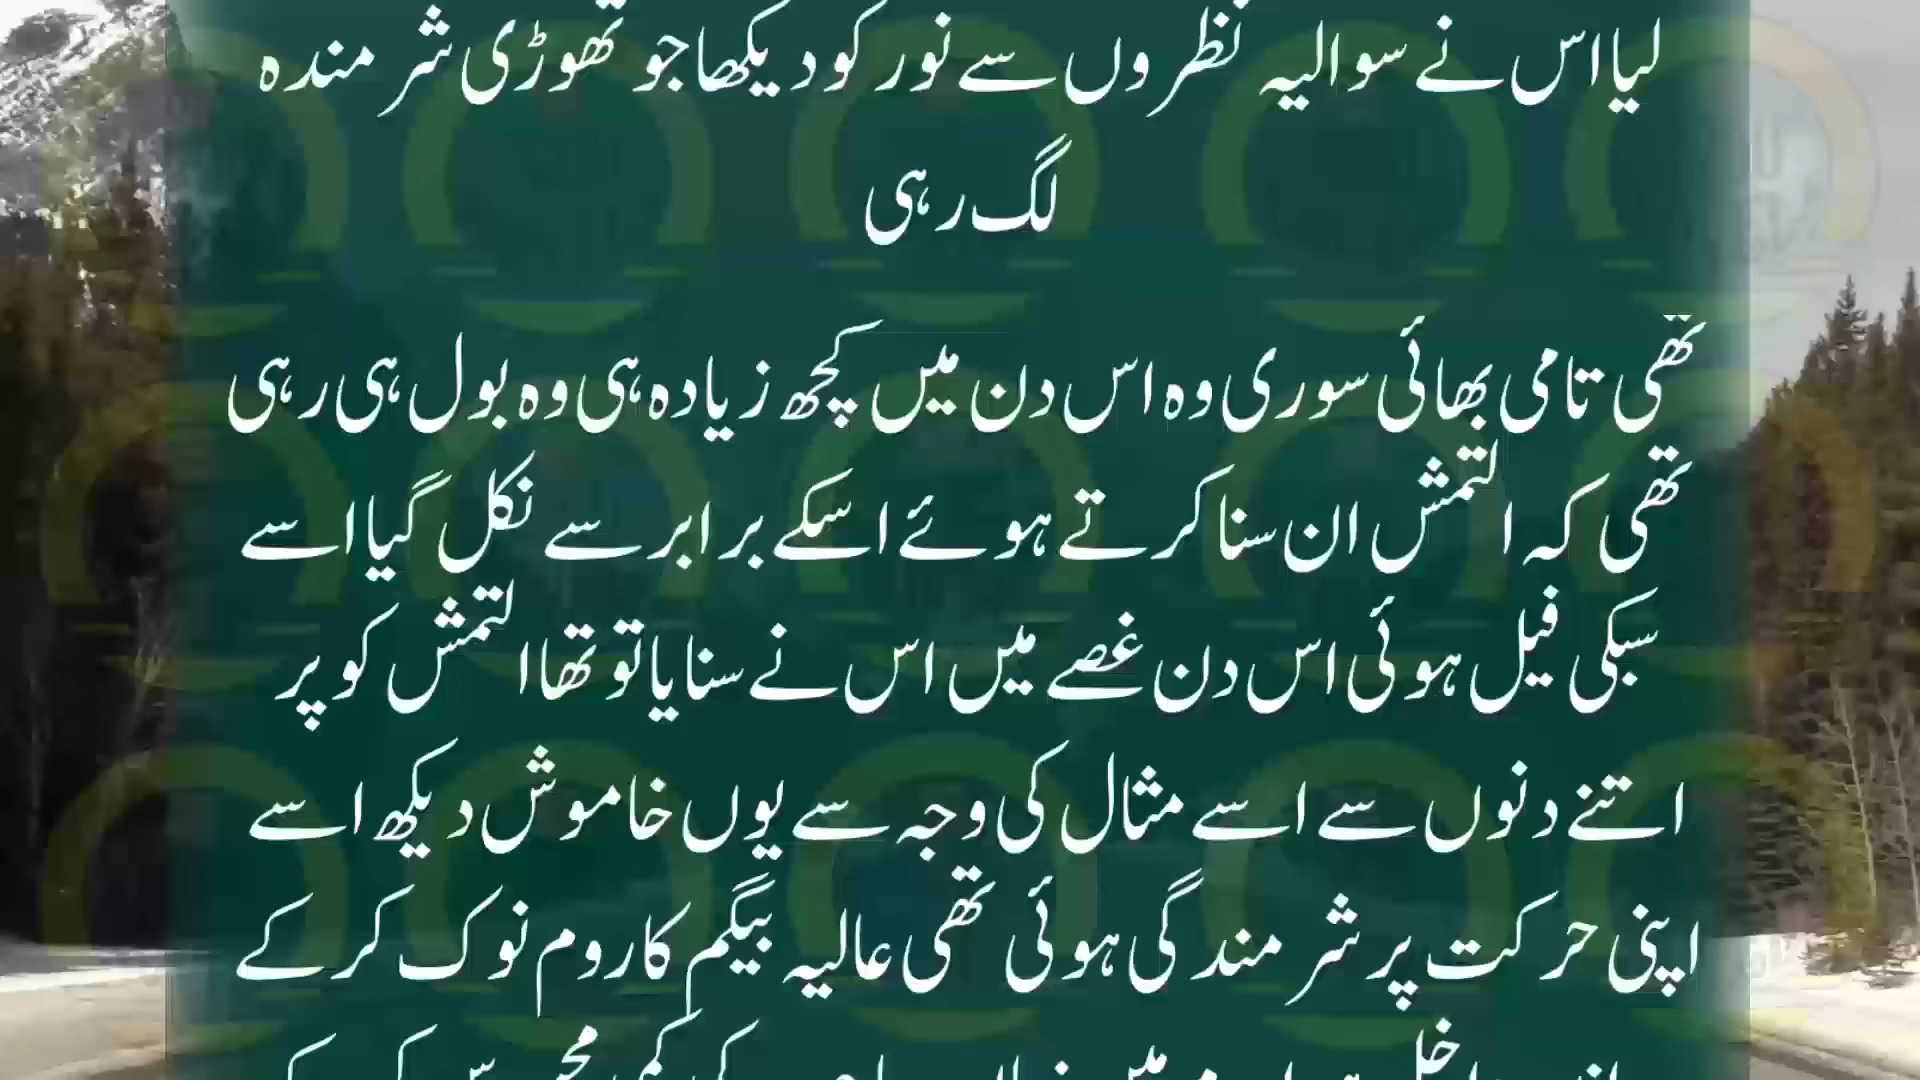 لیا اس نے سوالیہ نظروں سے نور کو دیکھا جو تھوڑی شرمندہ
لگ رہی
تھی تامی بھائی سوری وہ اس دن میں کچھ زیادہ ہی وہ بول ہی رہی
تھی کہ التمش ان سنا کرتے ہوئے اسکے برابر سے نکل گیا اسے
سبکی فیل ہوئی اس دن غصے میں اس نے سنایا تو تھا التمش کو پر
اتنے دنوں سے اسے مثال کی وجہ سے یوں خاموش دیکھ اسے
اپنی حرکت پر شرمندگی ہوئی تھی عالیہ بیگم کا روم نوک کر کے